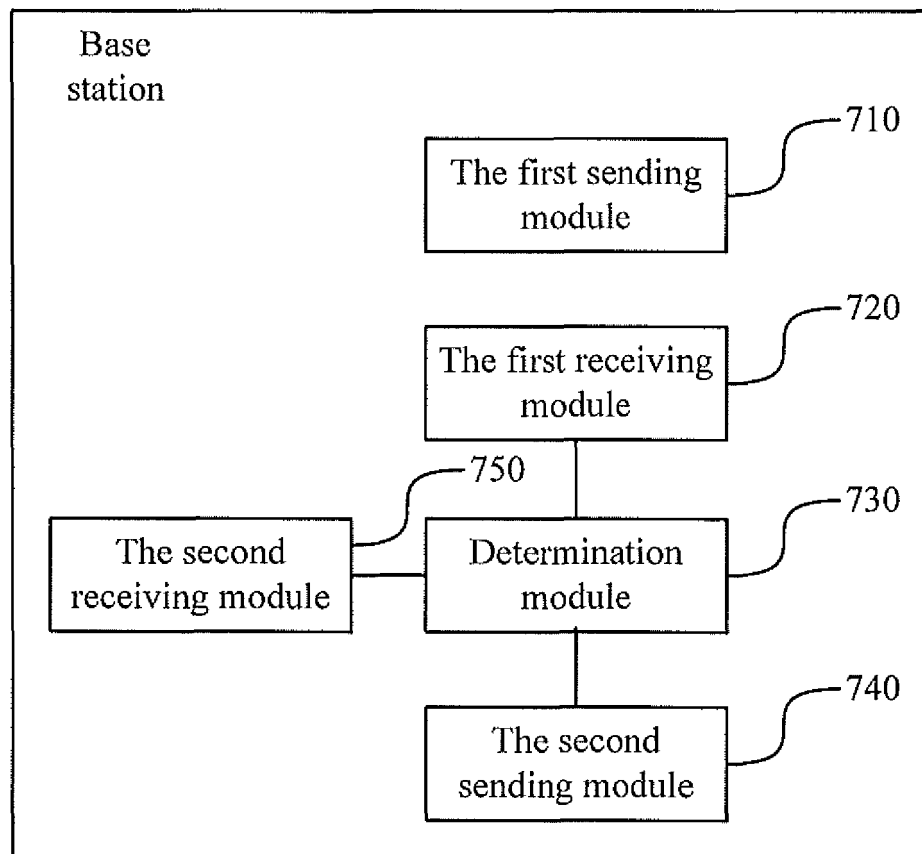 Base
station
710
The first sending
module
720
The first receiving
module
750
730
The second
receiving module
Determination
module
740
The second
sending module